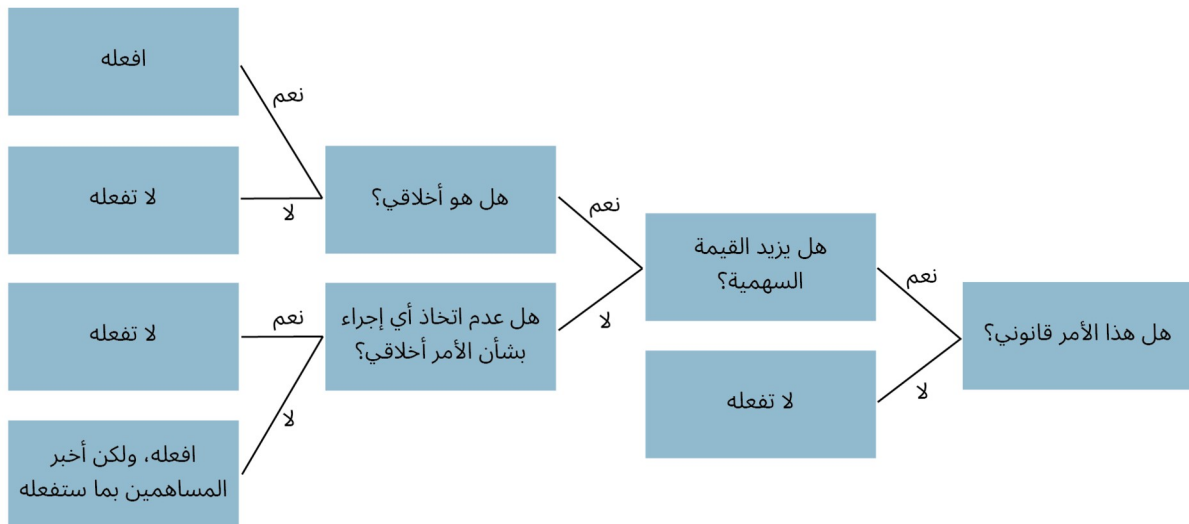 هل هذا الأمر قانوني؟
نعم
لا
هل يزيد القيمة
السهمية؟
لا تفعله
نعم
لا
هل هو أخلاقي؟
هل عدم اتخاذ أي إجراء
بشأن الأمر أخلاقي؟
نعم
لا
نعم
لا
افعله
لا تفعله
لا تفعله
افعله، ولكن أخبر
المساهمين بما ستفعله